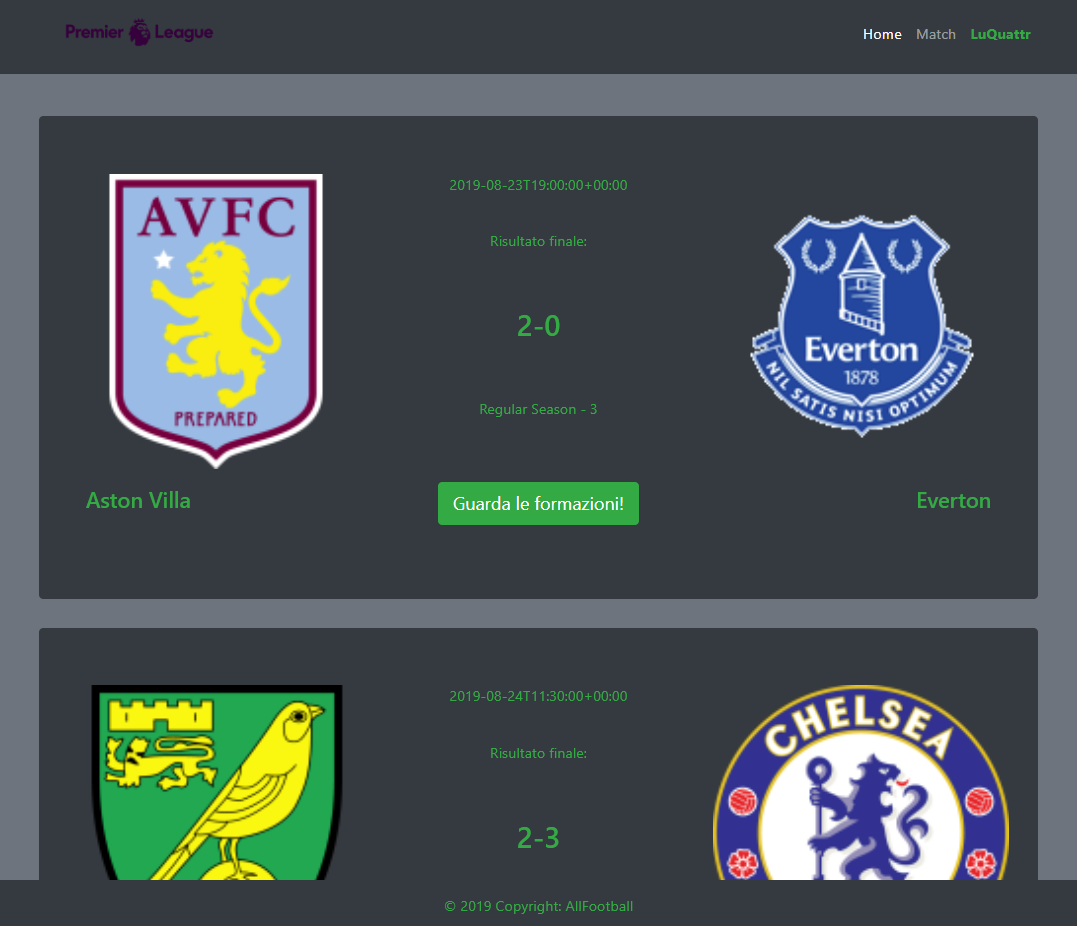 Premier League
Home Match LuQuattr
AVFC
PREPARED
2019-08-23T19:00:00+00:00
Risultato finale:
2-0
Regular Season - 3
Everton
1878
NIL SATIS NISI OPTIMUM
Aston Villa
Guarda le formazioni!
Everton
2019-08-24T11:30:00+00:00
Risultato finale:
2-3
CHELSEA
© 2019 Copyright: AllFootball